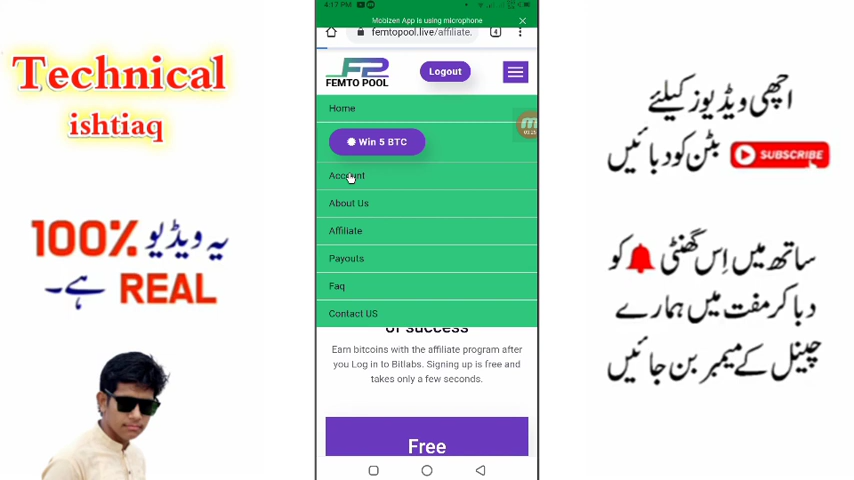 Technical
ishtiaq
100% یہ ویڈیو
REAL ہے۔
4:17 PM
Mobizen App is using microphone
femtopool.live/affiliate.
4
FEMTO POOL
Logout
Home
Win 5 BTC
Account
About Us
Affiliate
Payouts
Faq
Contact US
of success
Earn bitcoins with the affiliate program after
you Log in to Bitlabs. Signing up is free and
takes only a few seconds.
Free
اچھی ویڈیوز کیلئے
SUBSCRIBE بٹن کو دبائیں
ساتھ میں اِس گھنٹی کو
دبا کر مفت میں ہمارے
چینل کے میمبر بن جائیں